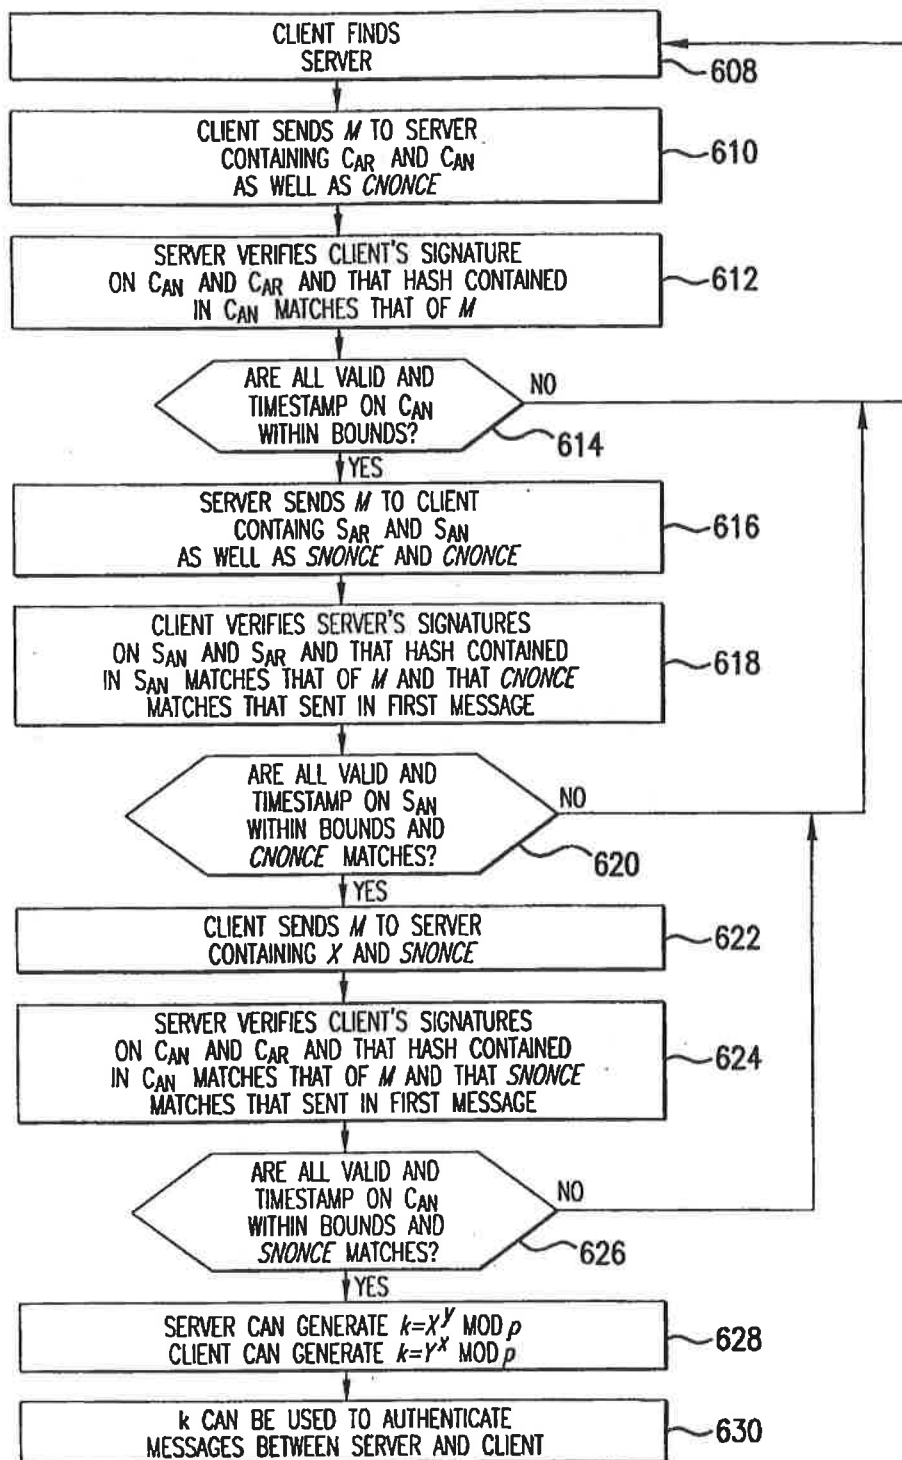 CLIENT FINDS
SERVER
608
CLIENT SENDS M TO SERVER
CONTAINING CAR AND CAN
AS WELL AS CNONCE
610
SERVER VERIFIES CLIENT'S SIGNATURE
ON CAN AND CAR AND THAT HASH CONTAINED
IN CAN MATCHES THAT OF M
612
ARE ALL VALID AND
TIMESTAMP ON CAN
WITHIN BOUNDS?
NO
614
YES
SERVER SENDS M TO CLIENT
CONTAING SAR AND SAN
AS WELL AS SNONCE AND CNONCE
616
CLIENT VERIFIES SERVER'S SIGNATURES
ON SAN AND SAR AND THAT HASH CONTAINED
IN SAN MATCHES THAT OF M AND THAT CNONCE
MATCHES THAT SENT IN FIRST MESSAGE
618
ARE ALL VALID AND
TIMESTAMP ON SAN
WITHIN BOUNDS AND
CNONCE MATCHES?
NO
620
YES
CLIENT SENDS M TO SERVER
CONTAINING X AND SNONCE
622
SERVER VERIFIES CLIENT'S SIGNATURES
ON CAN AND CAR AND THAT HASH CONTAINED
IN CAN MATCHES THAT OF M AND THAT SNONCE
MATCHES THAT SENT IN FIRST MESSAGE
624
ARE ALL VALID AND
TIMESTAMP ON CAN
WITHIN BOUNDS AND
SNONCE MATCHES?
NO
626
YES
SERVER CAN GENERATE k=X^y MOD p
CLIENT CAN GENERATE k=Y^x MOD p
628
k CAN BE USED TO AUTHENTICATE
MESSAGES BETWEEN SERVER AND CLIENT
630